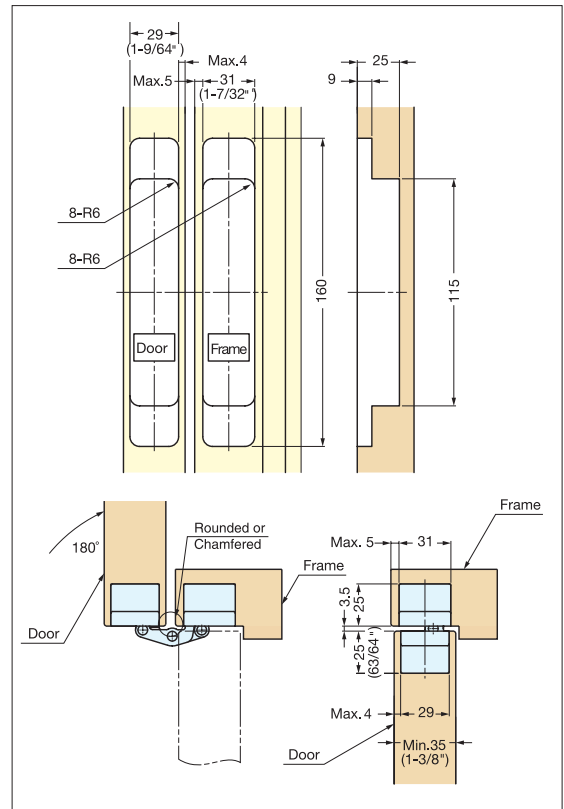 29
(1-9/64")
Max.4
Max.5
31
(1-7/32")
25
9
8-R6
8-R6
160
115
Door
Frame
180°
Rounded or
Chamfered
Frame
Door
Frame
Max. 5
31
3.5
25
25
(63/64")
Max.4
29
Door
Min.35
(1-3/8")